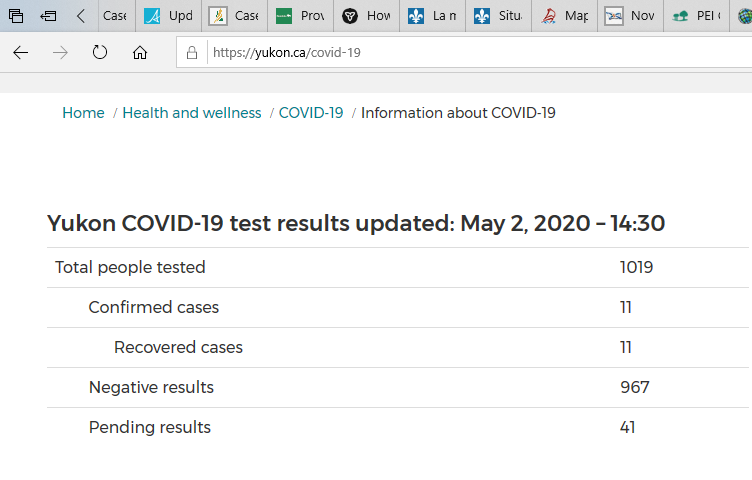 Case Upd Case Prov How La m Situ Map Nov PEI
https://yukon.ca/covid-19
Home / Health and wellness / COVID-19 / Information about COVID-19
Yukon COVID-19 test results updated: May 2, 2020 – 14:30
Total people tested 1019
Confirmed cases 11
Recovered cases 11
Negative results 967
Pending results 41